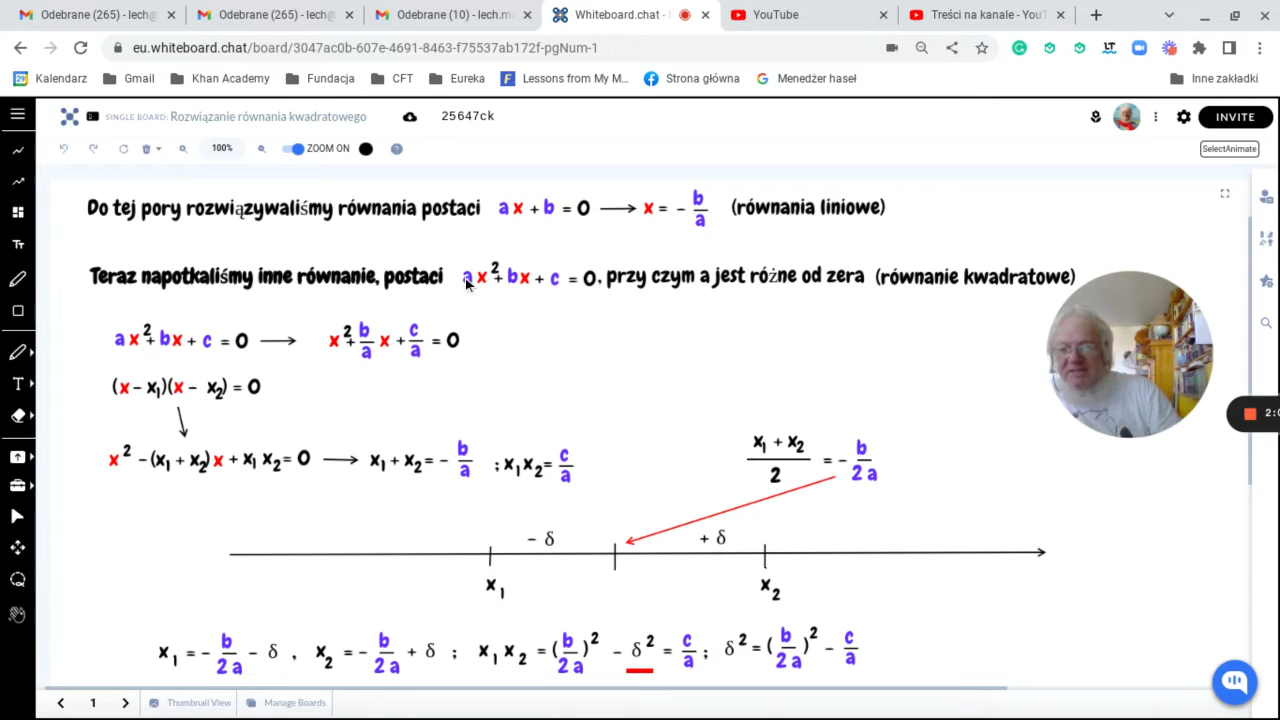 Odebrane (265) - lech@
Odebrane (265) - lech@
Odebrane (10) - lech.m
Whiteboard.chat -
YouTube
Treści na kanale - YouT
eu.whiteboard.chat/board/3047ac0b-607e-4691-8463-f75537ab172f-pgNum-1
Kalendarz Gmail Khan Academy Fundacja CFT Eureka Lessons from My M... Strona główna Menedżer haseł Inne zakładki
SINGLE BOARD: Rozwiązanie równania kwadratowego 25647ck INVITE
100% ZOOM ON SelectAnimate
Do tej pory rozwiązywaliśmy równania postaci ax + b = 0 ⟶ x = - b/a (równania liniowe)
Teraz napotkaliśmy inne równanie, postaci ax² + bx + c = 0, przy czym a jest różne od zera (równanie kwadratowe)
ax² + bx + c = 0 ⟶ x² + b/a x + c/a = 0
(x - x₁)(x - x₂) = 0
x² - (x₁ + x₂)x + x₁ x₂ = 0 ⟶ x₁ + x₂ = - b/a ; x₁ x₂ = c/a
(x₁ + x₂)/2 = - b/2a
- δ + δ
x₁ x₂
x₁ = - b/2a - δ , x₂ = - b/2a + δ ; x₁ x₂ = (b/2a)² - δ² = c/a ; δ² = (b/2a)² - c/a
1 Thumbnail View Manage Boards